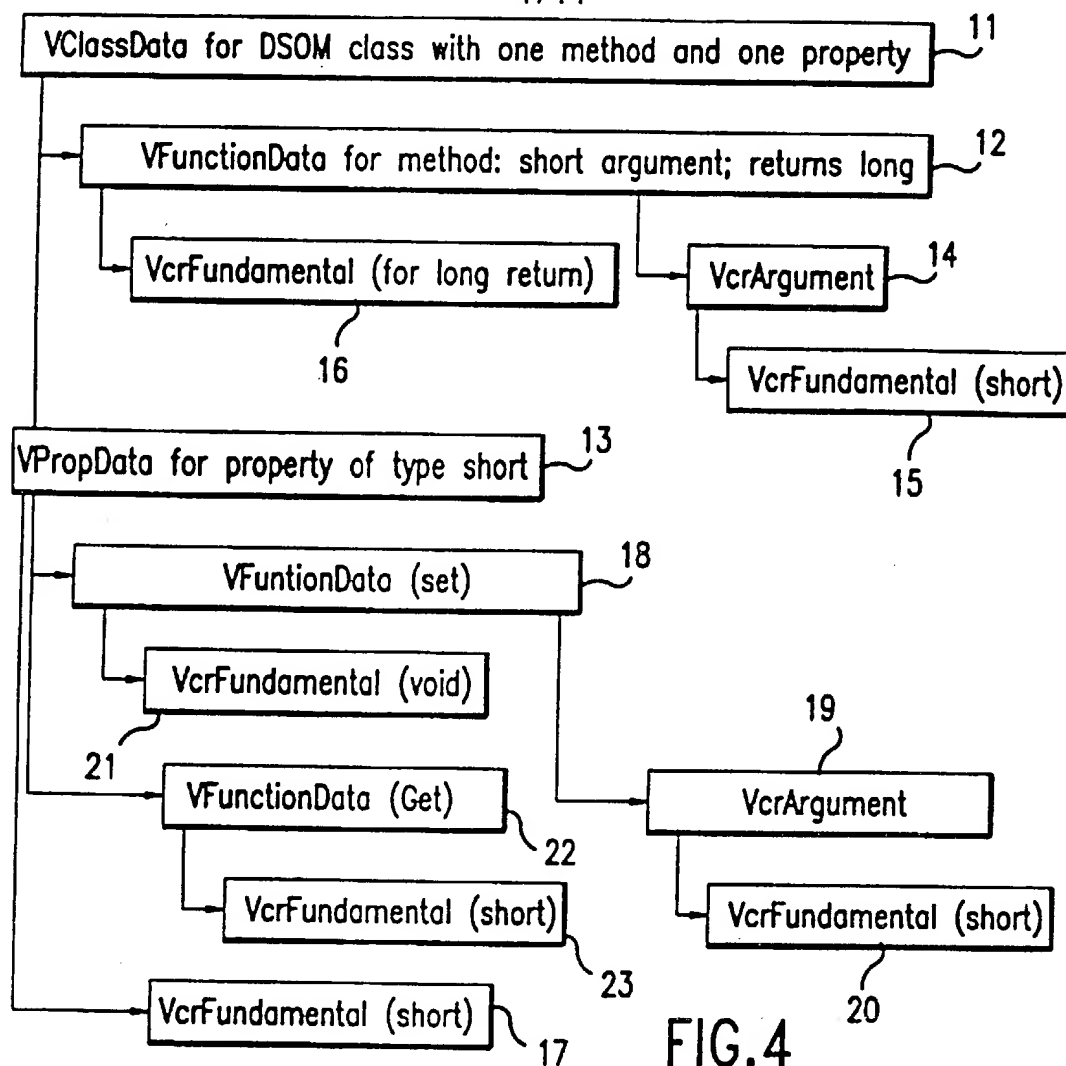 VClassData for DSOM class with one method and one property
11
VFunctionData for method: short argument; returns long
12
VcrFundamental (for long return)
16
VcrArgument
14
VcrFundamental (short)
15
VPropData for property of type short
13
VFuntionData (set)
18
VcrFundamental (void)
21
19
VcrArgument
VFunctionData (Get)
22
VcrFundamental (short)
23
VcrFundamental (short)
20
VcrFundamental (short)
17
FIG.4